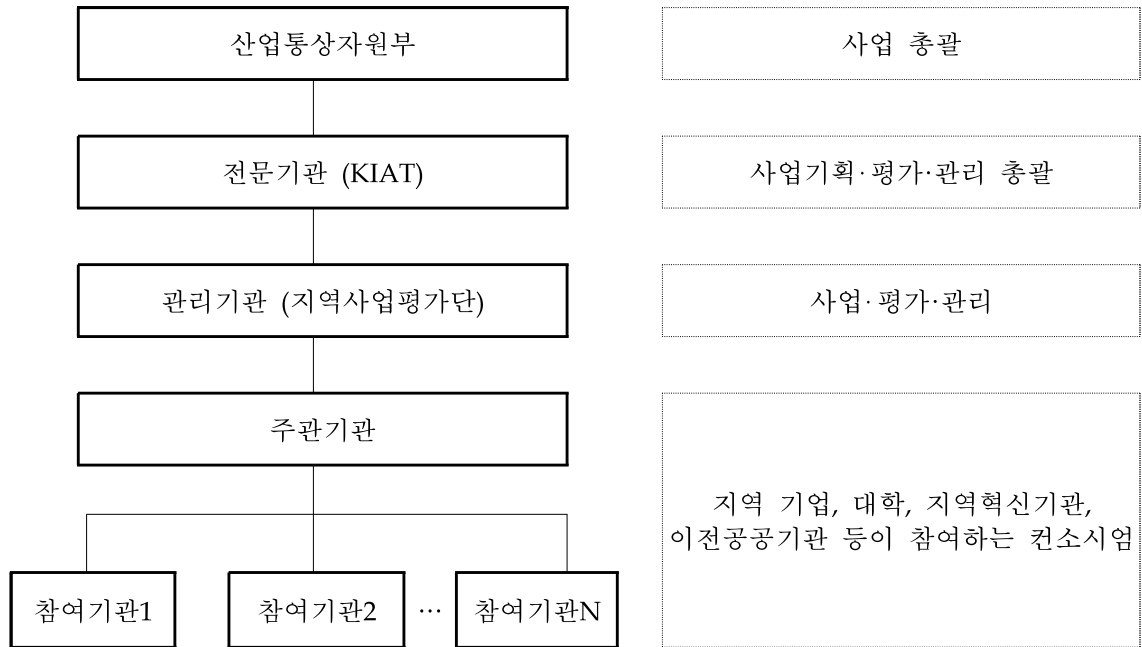 산업통상자원부
사업 총괄
전문기관 (KIAT)
사업기획·평가·관리 총괄
관리기관 (지역사업평가단)
사업·평가·관리
주관기관
지역 기업, 대학, 지역혁신기관,
이전공공기관 등이 참여하는 컨소시엄
참여기관1
참여기관2
···
참여기관N